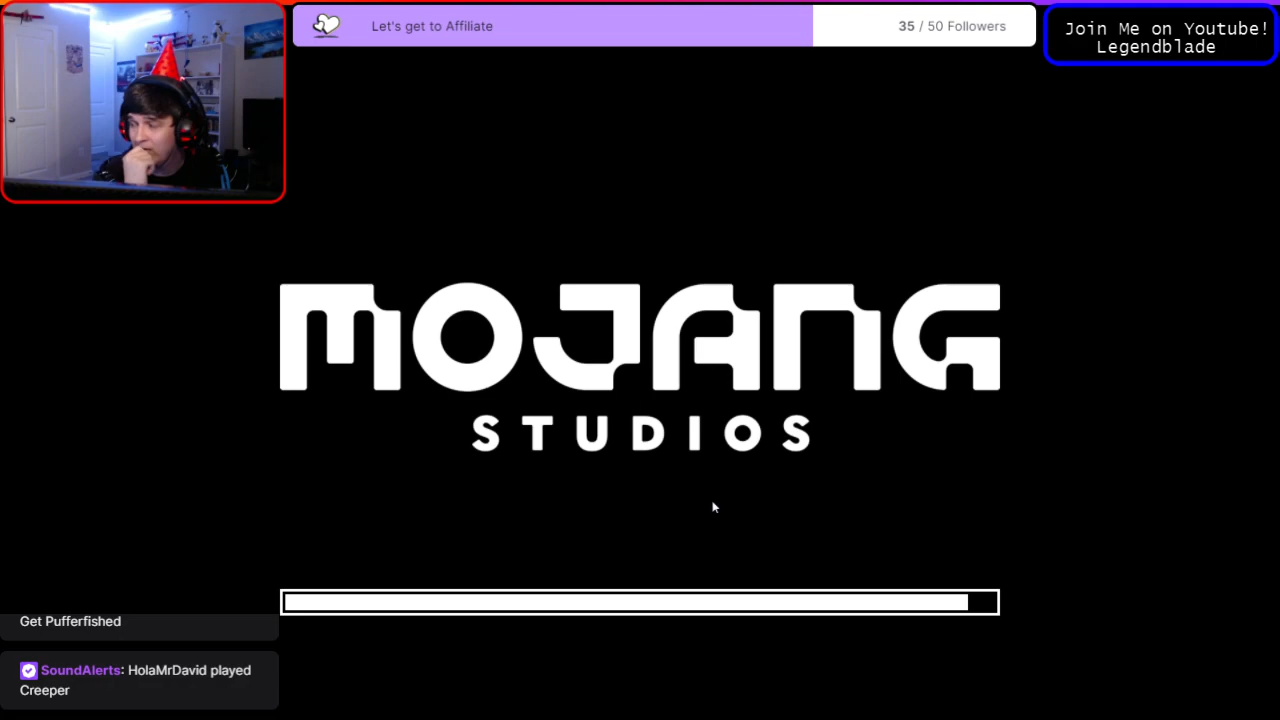 Let's get to Affiliate
35 / 50 Followers
Join Me on Youtube!
Legendblade
MOJANG
STUDIOS
Get Pufferfished
SoundAlerts: HolaMrDavid played
Creeper